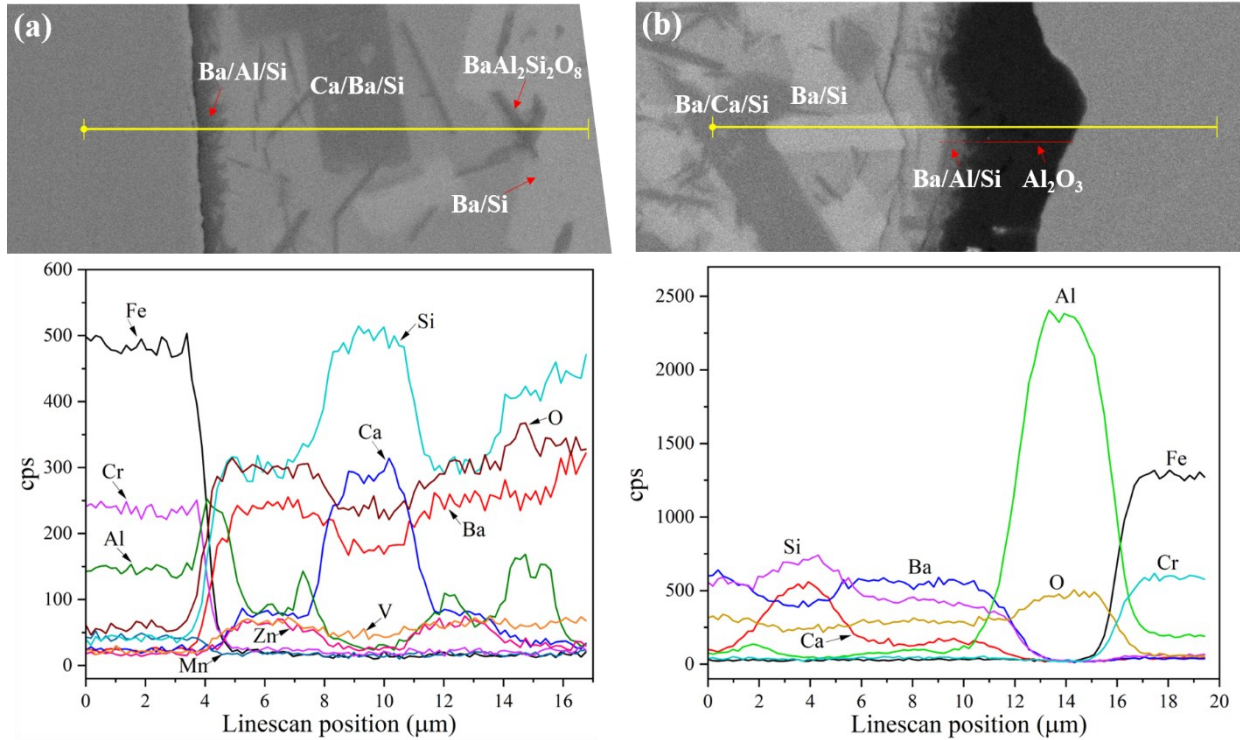 (a)
Ba/Al/Si
Ca/Ba/Si
BaAl₂Si₂O₈
Ba/Si
(b)
Ba/Ca/Si
Ba/Si
Ba/Al/Si
Al₂O₃
600
500
400
300
200
100
0
cps
Fe
Si
Ca
O
Cr
Ba
Al
V
Zn
Mn
0 2 4 6 8 10 12 14 16
Linescan position (μm)
2500
2000
1500
1000
500
0
cps
Al
Fe
Si
Ba
O
Cr
Ca
0 2 4 6 8 10 12 14 16 18 20
Linescan position (μm)